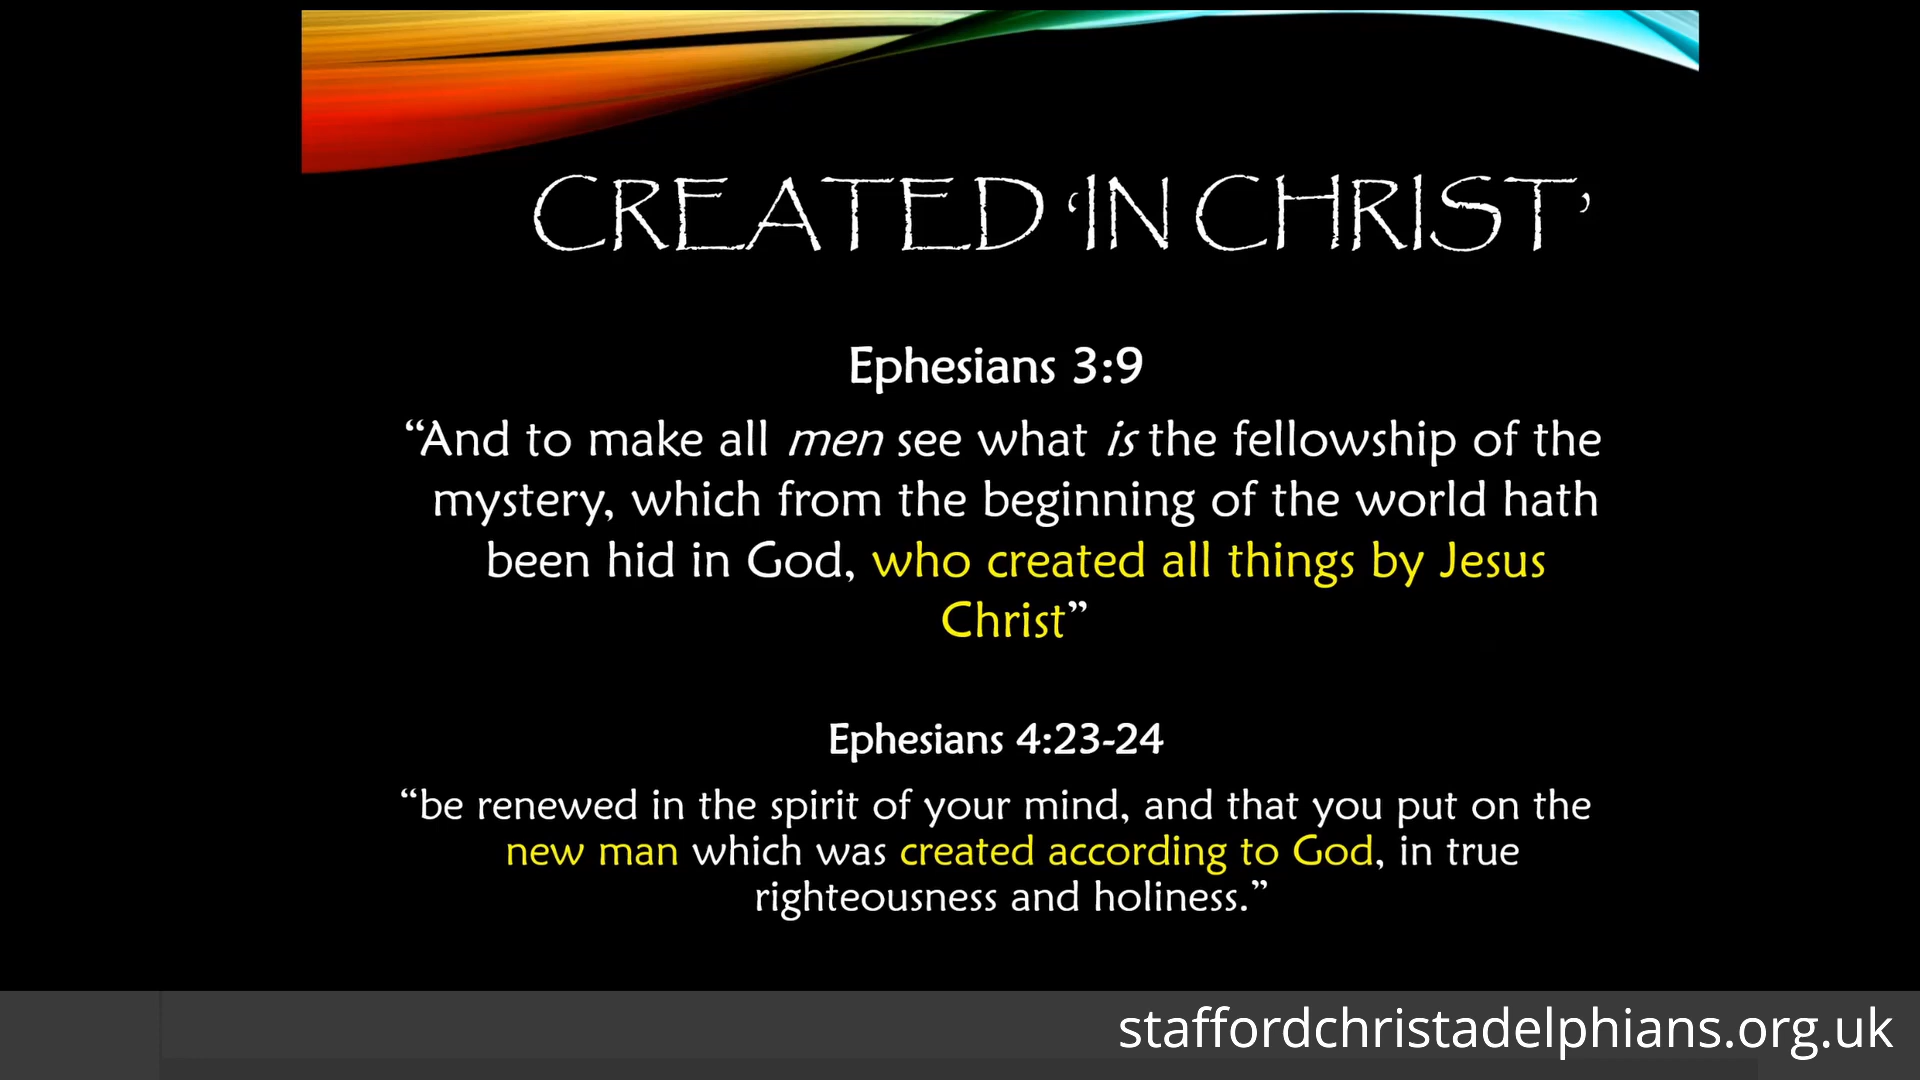 CREATED ‘IN CHRIST’
Ephesians 3:9
“And to make all men see what is the fellowship of the
mystery, which from the beginning of the world hath
been hid in God, who created all things by Jesus
Christ”
Ephesians 4:23-24
“be renewed in the spirit of your mind, and that you put on the
new man which was created according to God, in true
righteousness and holiness.”
staffordchristadelphians.org.uk